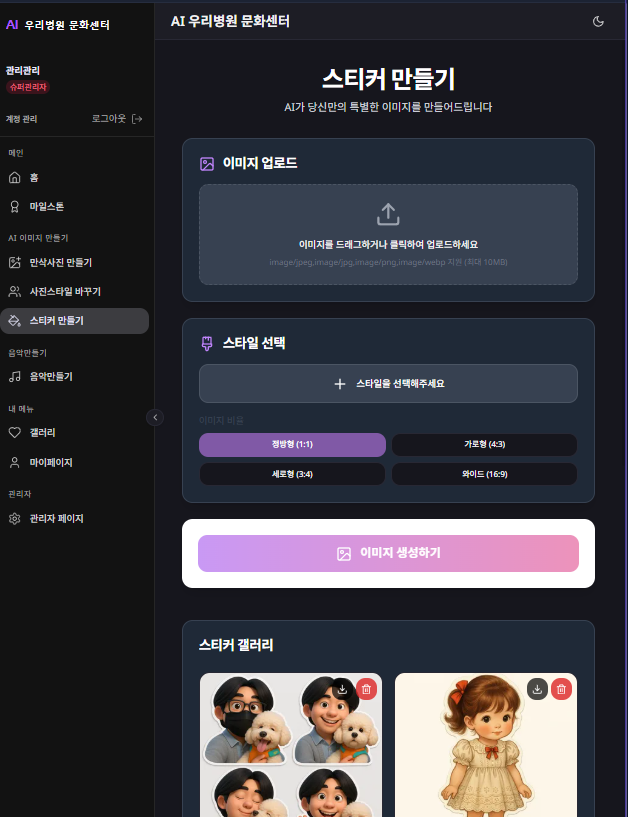 AI 우리병원 문화센터
관리관리
슈퍼관리자
계정 관리
로그아웃
메인
홈
마일스톤
AI 이미지 만들기
만삭사진 만들기
사진스타일 바꾸기
스티커 만들기
음악만들기
음악만들기
내 메뉴
갤러리
마이페이지
관리자
관리자 페이지
AI 우리병원 문화센터
스티커 만들기
AI가 당신만의 특별한 이미지를 만들어드립니다
이미지 업로드
이미지를 드래그하거나 클릭하여 업로드하세요
image/jpeg,image/jpg,image/png,image/webp 지원 (최대 10MB)
스타일 선택
스타일을 선택해주세요
이미지 비율
정방형 (1:1)
가로형 (4:3)
세로형 (3:4)
와이드 (16:9)
이미지 생성하기
스티커 갤러리